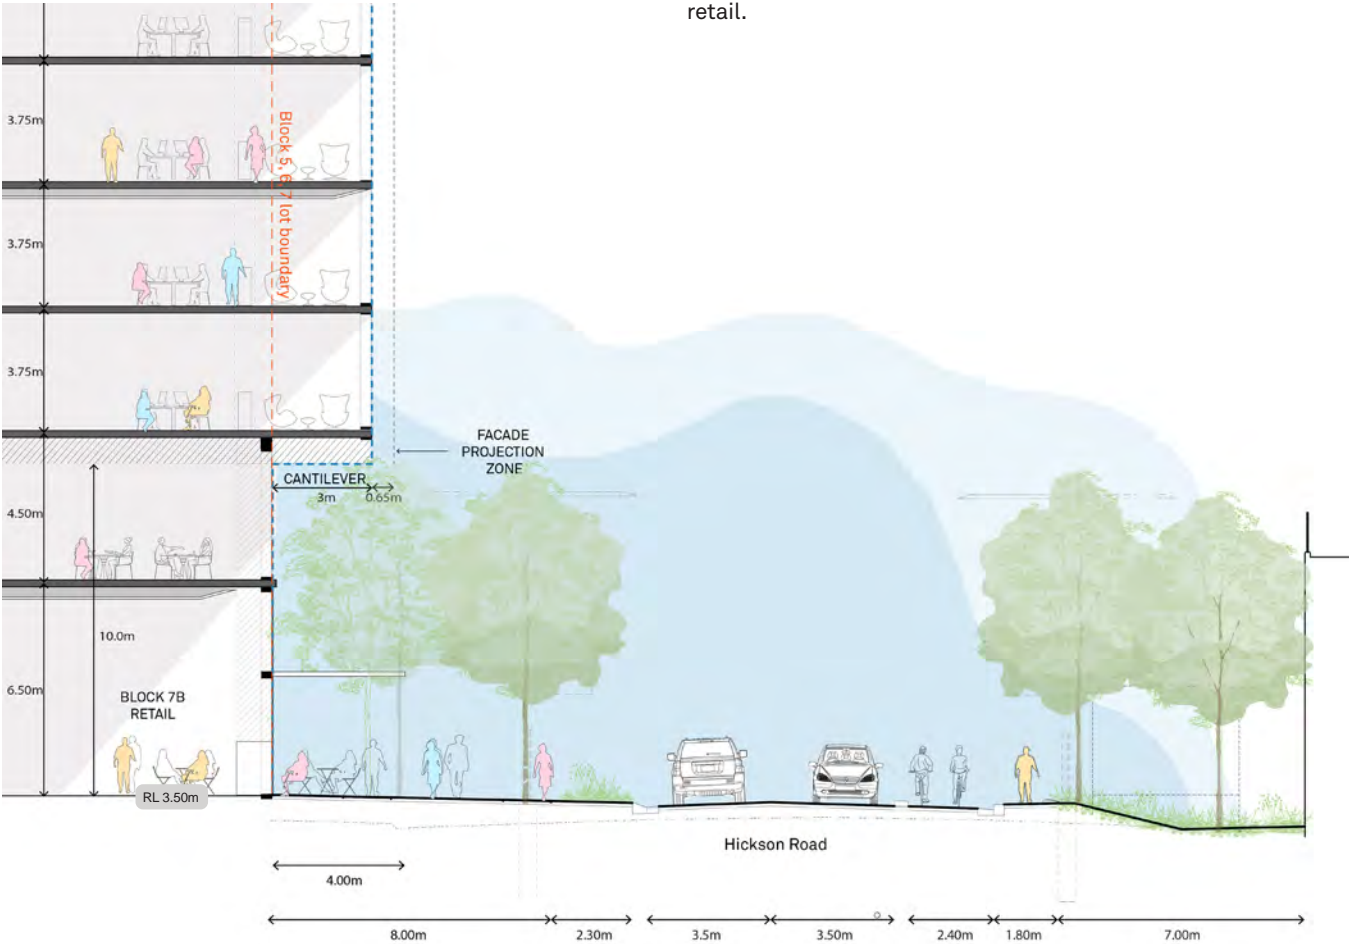 retail.
3.75m
Block 5, 6, 7 lot boundary
3.75m
3.75m
FACADE
PROJECTION
ZONE
CANTILEVER
3m
0.65m
4.50m
10.0m
6.50m
BLOCK 7B
RETAIL
RL 3.50m
Hickson Road
4.00m
8.00m
2.30m
3.5m
3.50m
2.40m
1.80m
7.00m